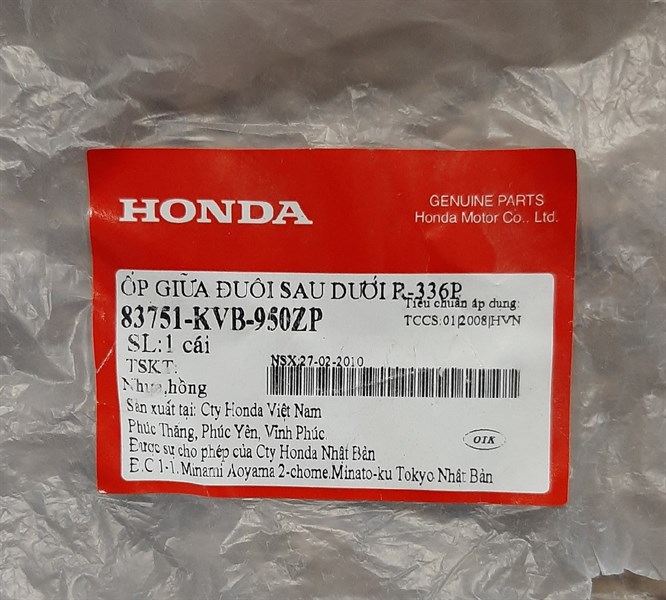 HONDA
GENUINE PARTS
Honda Motor Co., Ltd.
ỐP GIỮA ĐUÔI SAU DƯỚI R-336P
Tiêu chuẩn áp dụng:
83751-KVB-950ZP
TCCS:01|2008|HVN
SL:1 cái
TSKT:
NSX:27-02-2010
Nhựa,hồng
Sản xuất tại: Cty Honda Việt Nam
Phúc Thắng, Phúc Yên, Vĩnh Phúc
Được sự cho phép của Cty Honda Nhật Bản
OTK
Đ.C 1-1.Minami Aoyama 2-chome.Minato-ku Tokyo Nhật Bản